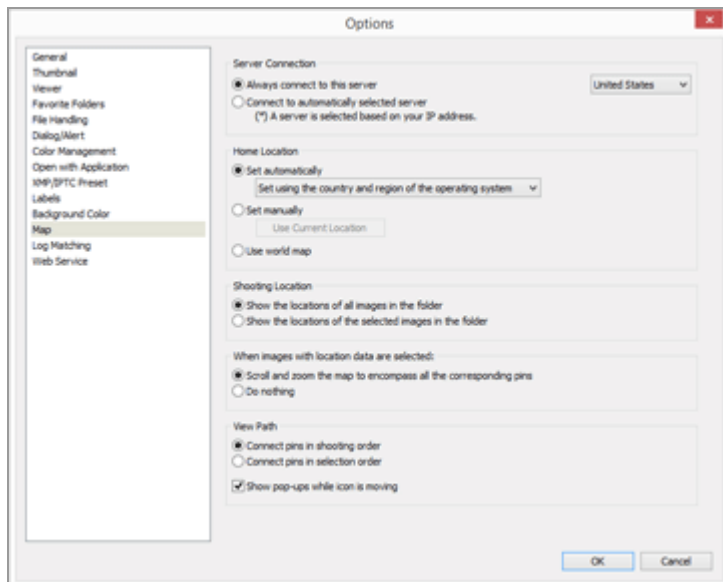 Options
General
Thumbnail
Viewer
Favorite Folders
File Handling
Dialog/Alert
Color Management
Open with Application
XMP/IPTC Preset
Labels
Background Color
Map
Log Matching
Web Service
Server Connection
Always connect to this server
United States
Connect to automatically selected server
(*) A server is selected based on your IP address.
Home Location
Set automatically
Set using the country and region of the operating system
Set manually
Use Current Location
Use world map
Shooting Location
Show the locations of all images in the folder
Show the locations of the selected images in the folder
When images with location data are selected:
Scroll and zoom the map to encompass all the corresponding pins
Do nothing
View Path
Connect pins in shooting order
Connect pins in selection order
Show pop-ups while icon is moving
OK
Cancel